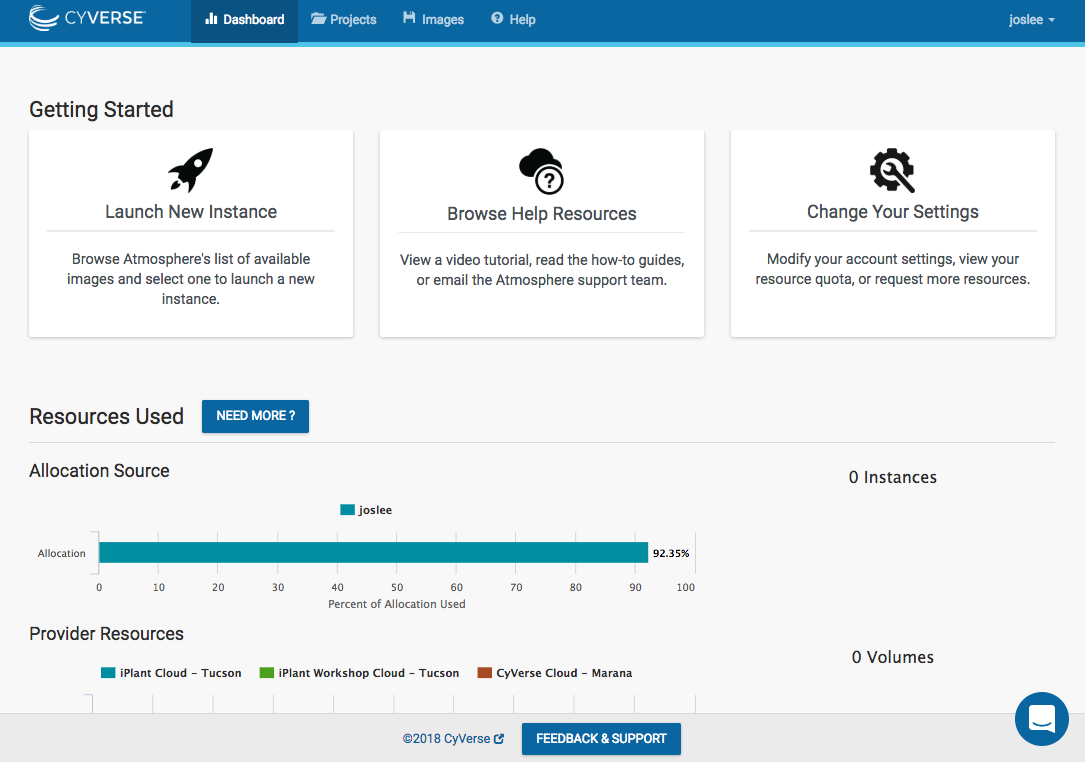 CYVERSE™
Dashboard
Projects
Images
Help
joslee
Getting Started
Launch New Instance
Browse Atmosphere's list of available
images and select one to launch a new
instance.
Browse Help Resources
View a video tutorial, read the how-to guides,
or email the Atmosphere support team.
Change Your Settings
Modify your account settings, view your
resource quota, or request more resources.
Resources Used
NEED MORE ?
Allocation Source
0 Instances
joslee
Allocation
92.35%
0 10 20 30 40 50 60 70 80 90 100
Percent of Allocation Used
Provider Resources
0 Volumes
iPlant Cloud – Tucson
iPlant Workshop Cloud – Tucson
CyVerse Cloud – Marana
©2018 CyVerse
FEEDBACK & SUPPORT